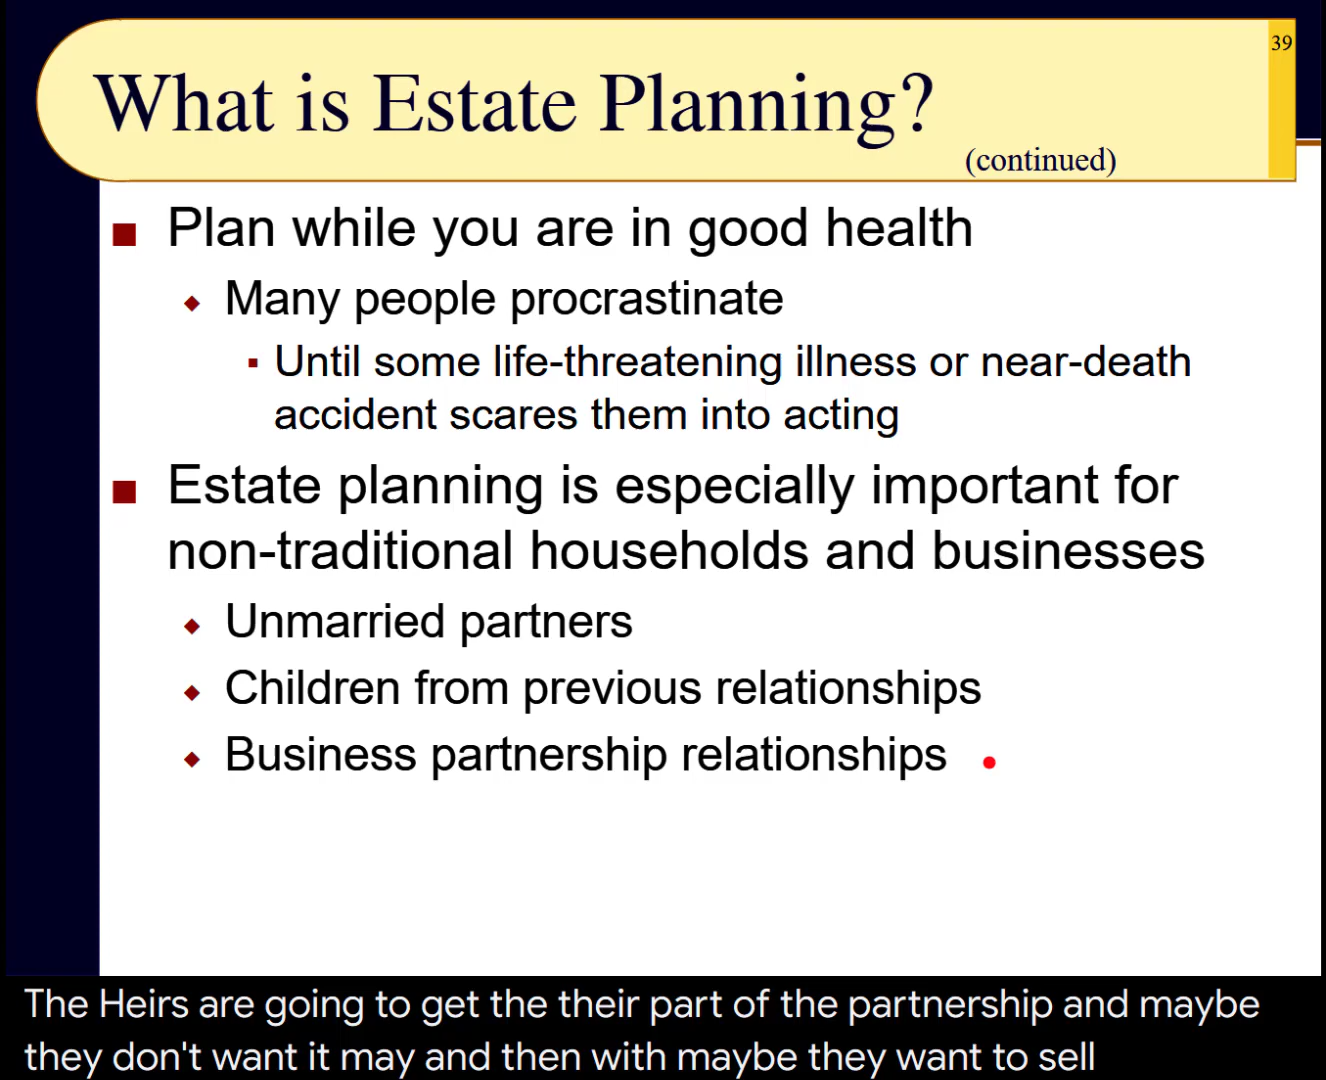 39
What is Estate Planning?
(continued)
Plan while you are in good health
Many people procrastinate
Until some life-threatening illness or near-death
accident scares them into acting
Estate planning is especially important for
non-traditional households and businesses
Unmarried partners
Children from previous relationships
Business partnership relationships
The Heirs are going to get the their part of the partnership and maybe
they don't want it may and then with maybe they want to sell